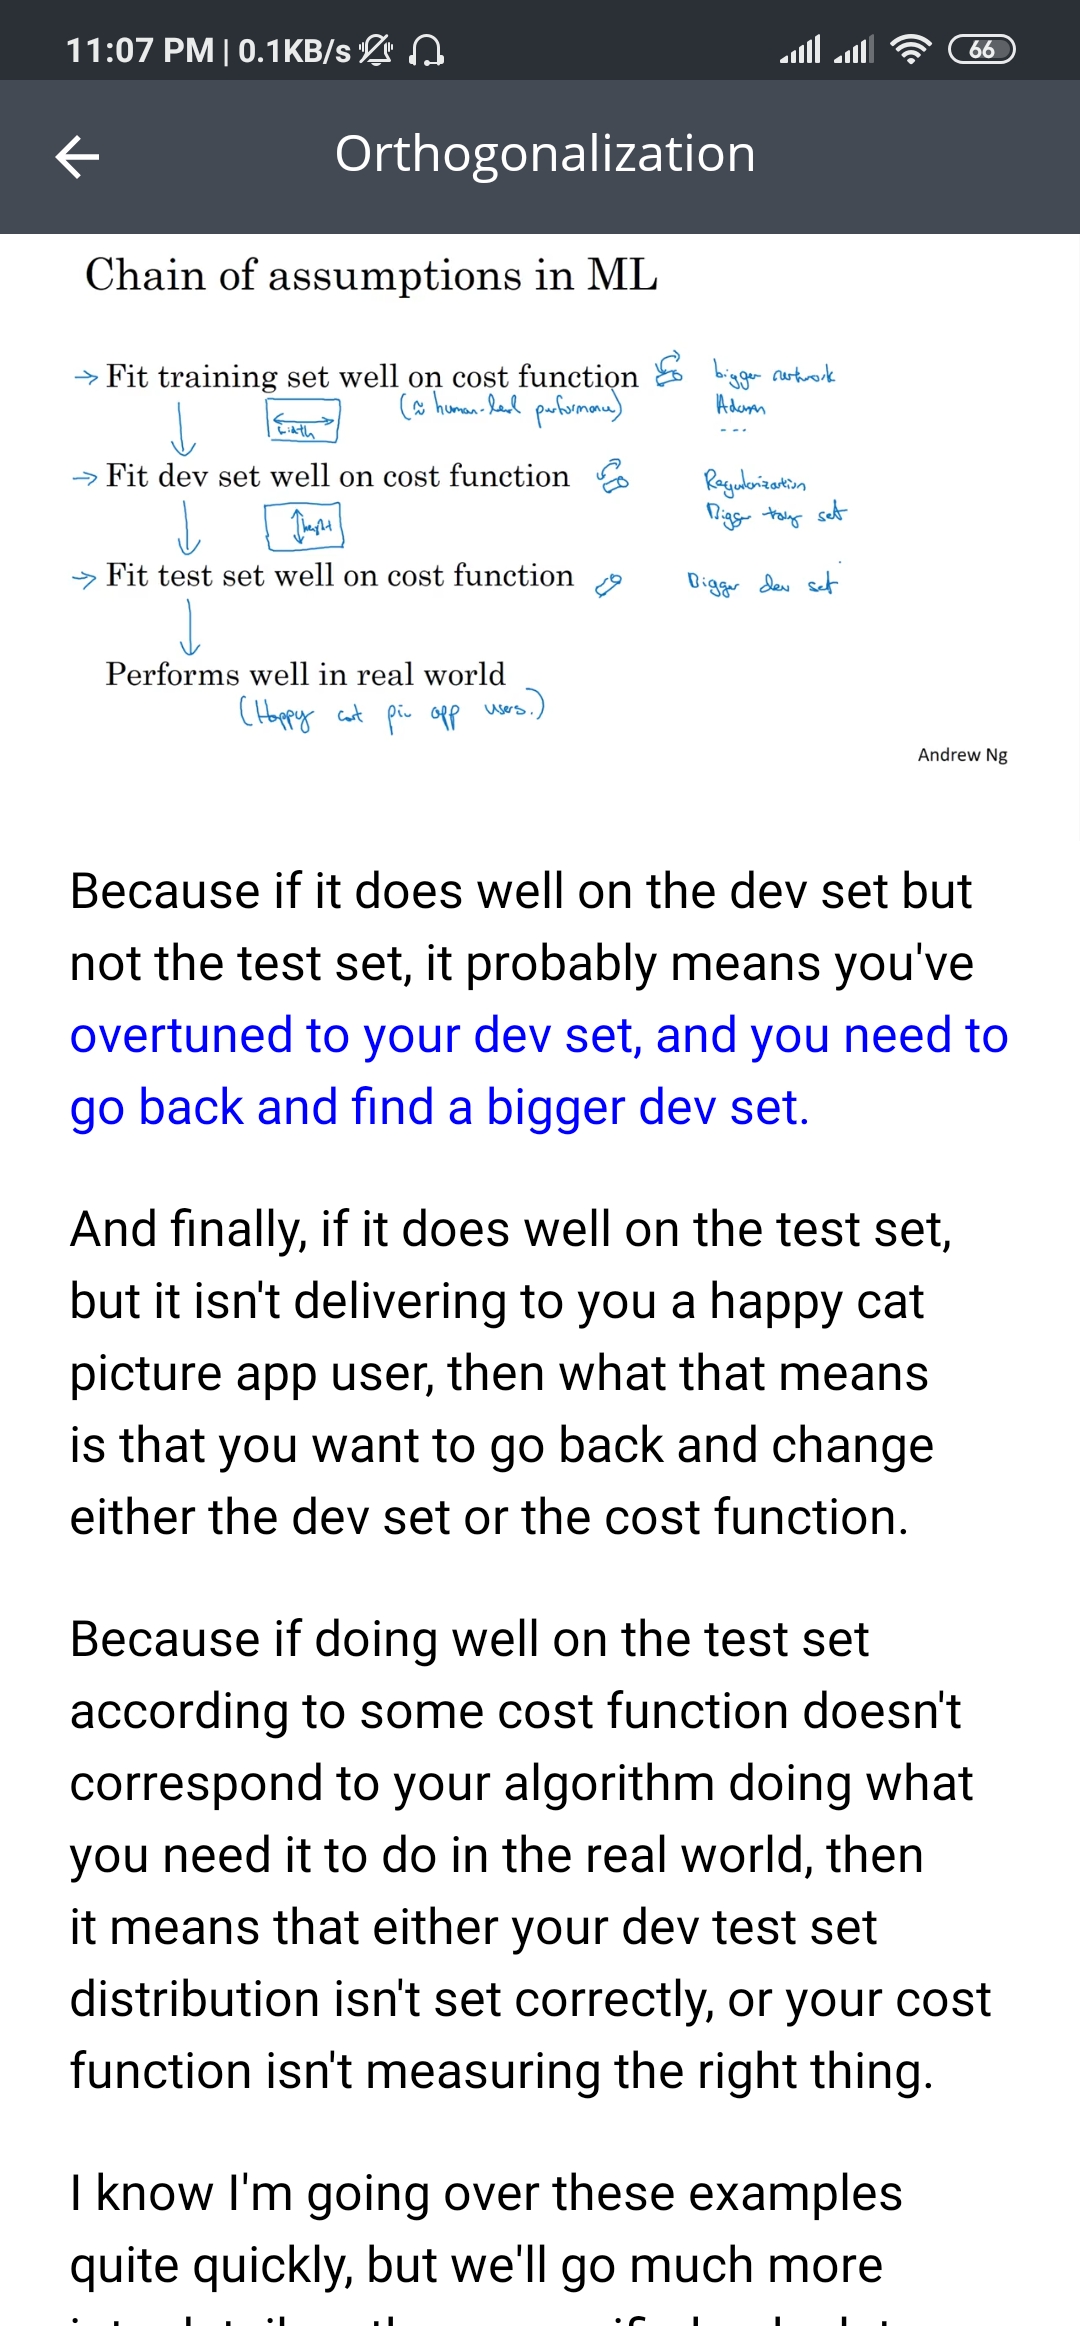 11:07 PM | 0.1KB/s
66
Orthogonalization
Chain of assumptions in ML
→ Fit training set well on cost function
bigger network
(≈ human-level performance)
Adam
...
width
→ Fit dev set well on cost function
Regularization
Bigger set
height
→ Fit test set well on cost function
Bigger dev set
Performs well in real world
(Happy cat pic app users.)
Andrew Ng
Because if it does well on the dev set but
not the test set, it probably means you've
overtuned to your dev set, and you need to
go back and find a bigger dev set.
And finally, if it does well on the test set,
but it isn't delivering to you a happy cat
picture app user, then what that means
is that you want to go back and change
either the dev set or the cost function.
Because if doing well on the test set
according to some cost function doesn't
correspond to your algorithm doing what
you need it to do in the real world, then
it means that either your dev test set
distribution isn't set correctly, or your cost
function isn't measuring the right thing.
I know I'm going over these examples
quite quickly, but we'll go much more